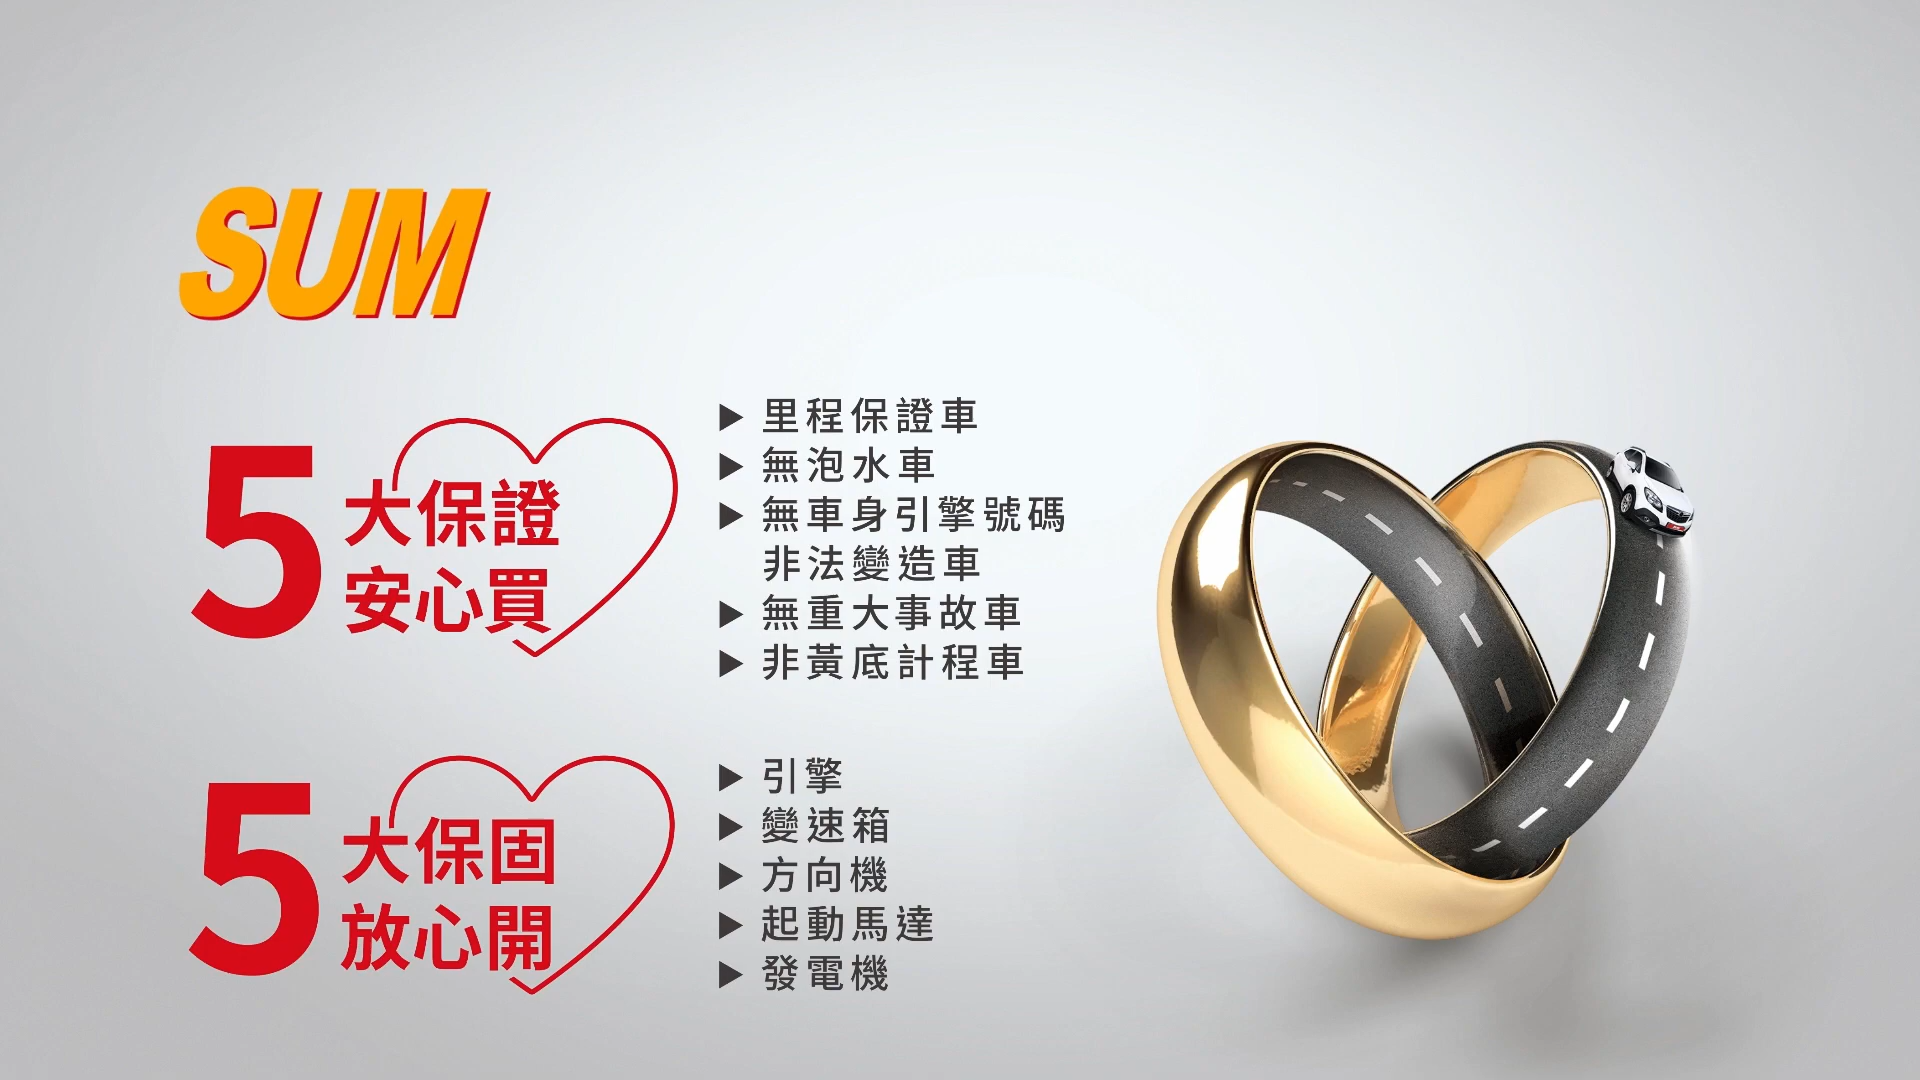 SUM
5
大保證
安心買
▶ 里程保證車
▶ 無泡水車
▶ 無車身引擎號碼
非法變造車
▶ 無重大事故車
▶ 非黃底計程車
5
大保固
放心開
▶ 引擎
▶ 變速箱
▶ 方向機
▶ 起動馬達
▶ 發電機